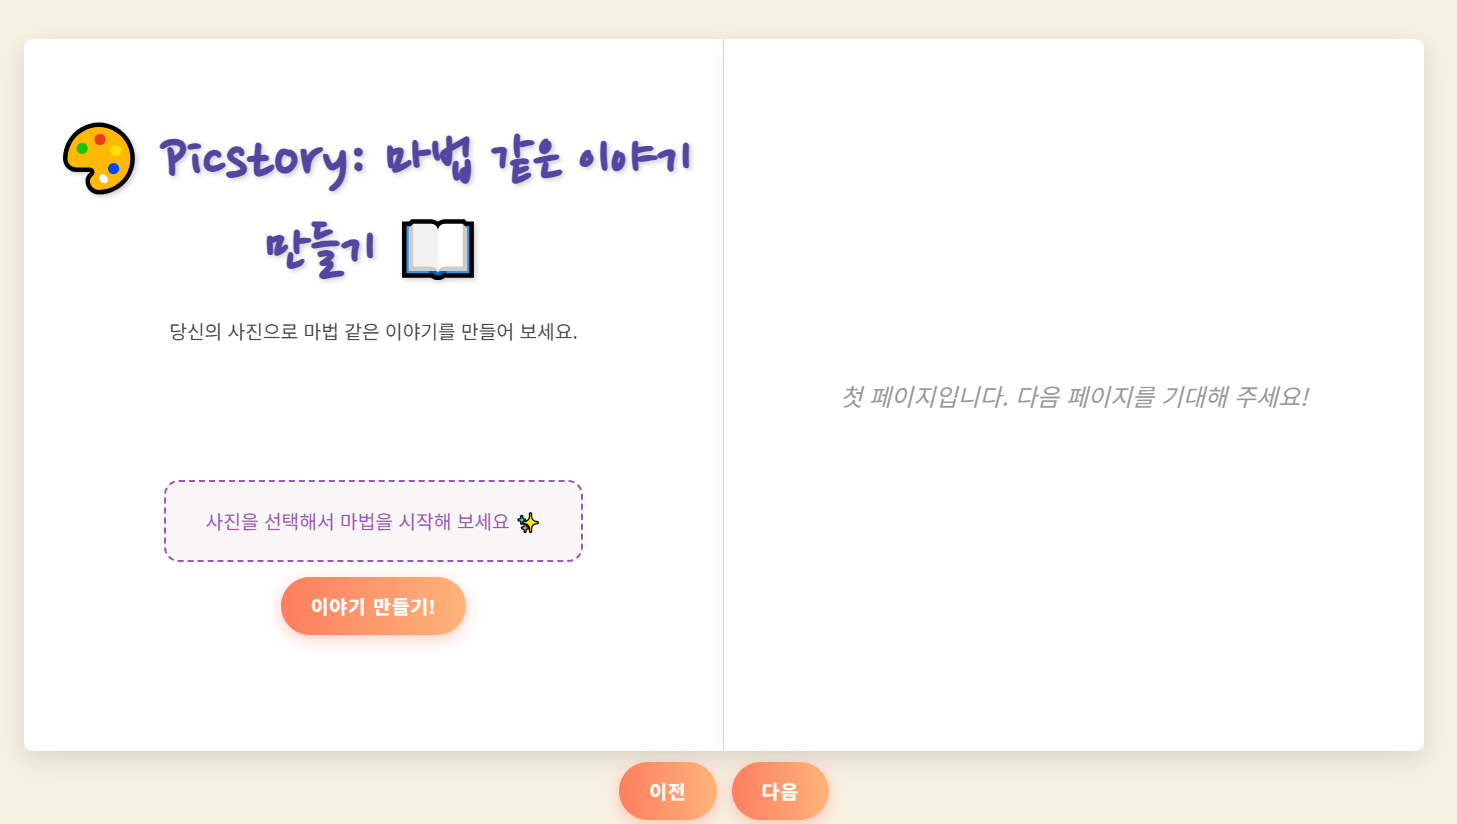 Picstory: 마법 같은 이야기
만들기
당신의 사진으로 마법 같은 이야기를 만들어 보세요.
사진을 선택해서 마법을 시작해 보세요 ✨
이야기 만들기!
첫 페이지입니다. 다음 페이지를 기대해 주세요!
이전
다음